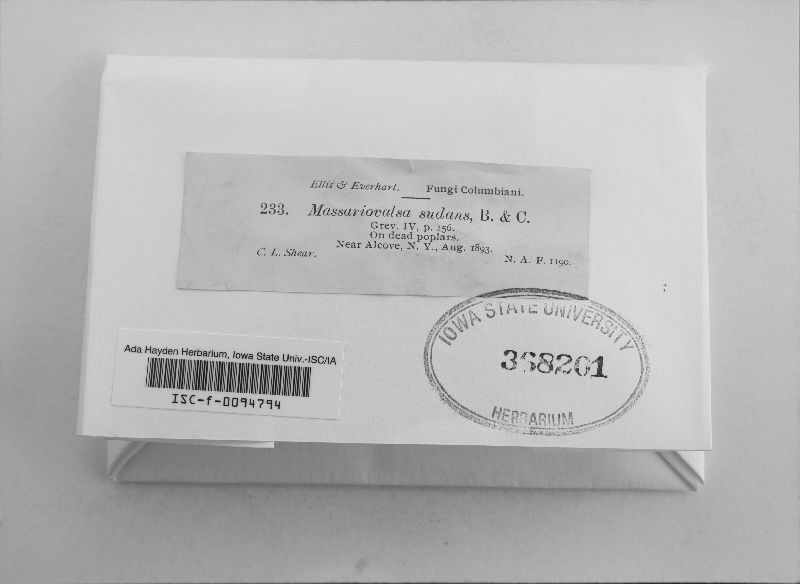 Ellis & Everhart. Fungi Columbiani.
233. Massariovalsa sudans, B. & C.
Grev. IV, p. 156.
On dead poplars.
Near Alcove, N. Y., Aug. 1893.
C. L. Shear.
N. A. F. 1190.
Ada Hayden Herbarium, Iowa State Univ.-ISC/IA
ISC-f-0094794
IOWA STATE UNIVERSITY
368201
HERBARIUM